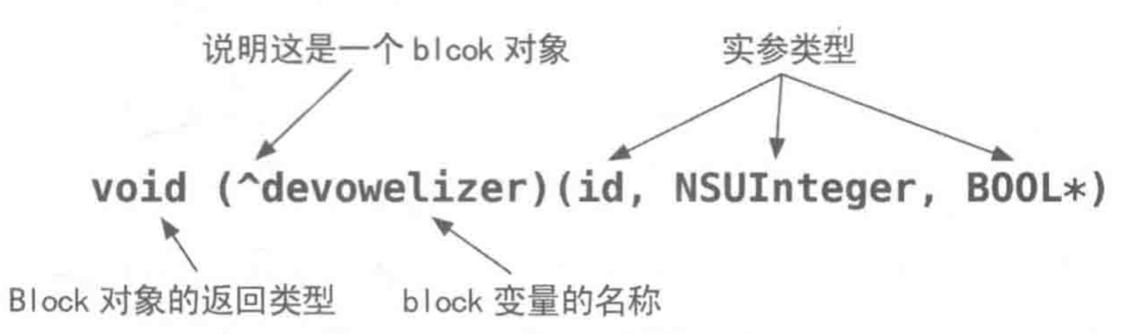 说明这是一个 blcok 对象
实参类型
void (^devowelizer)(id, NSUInteger, BOOL*)
Block 对象的返回类型
block 变量的名称